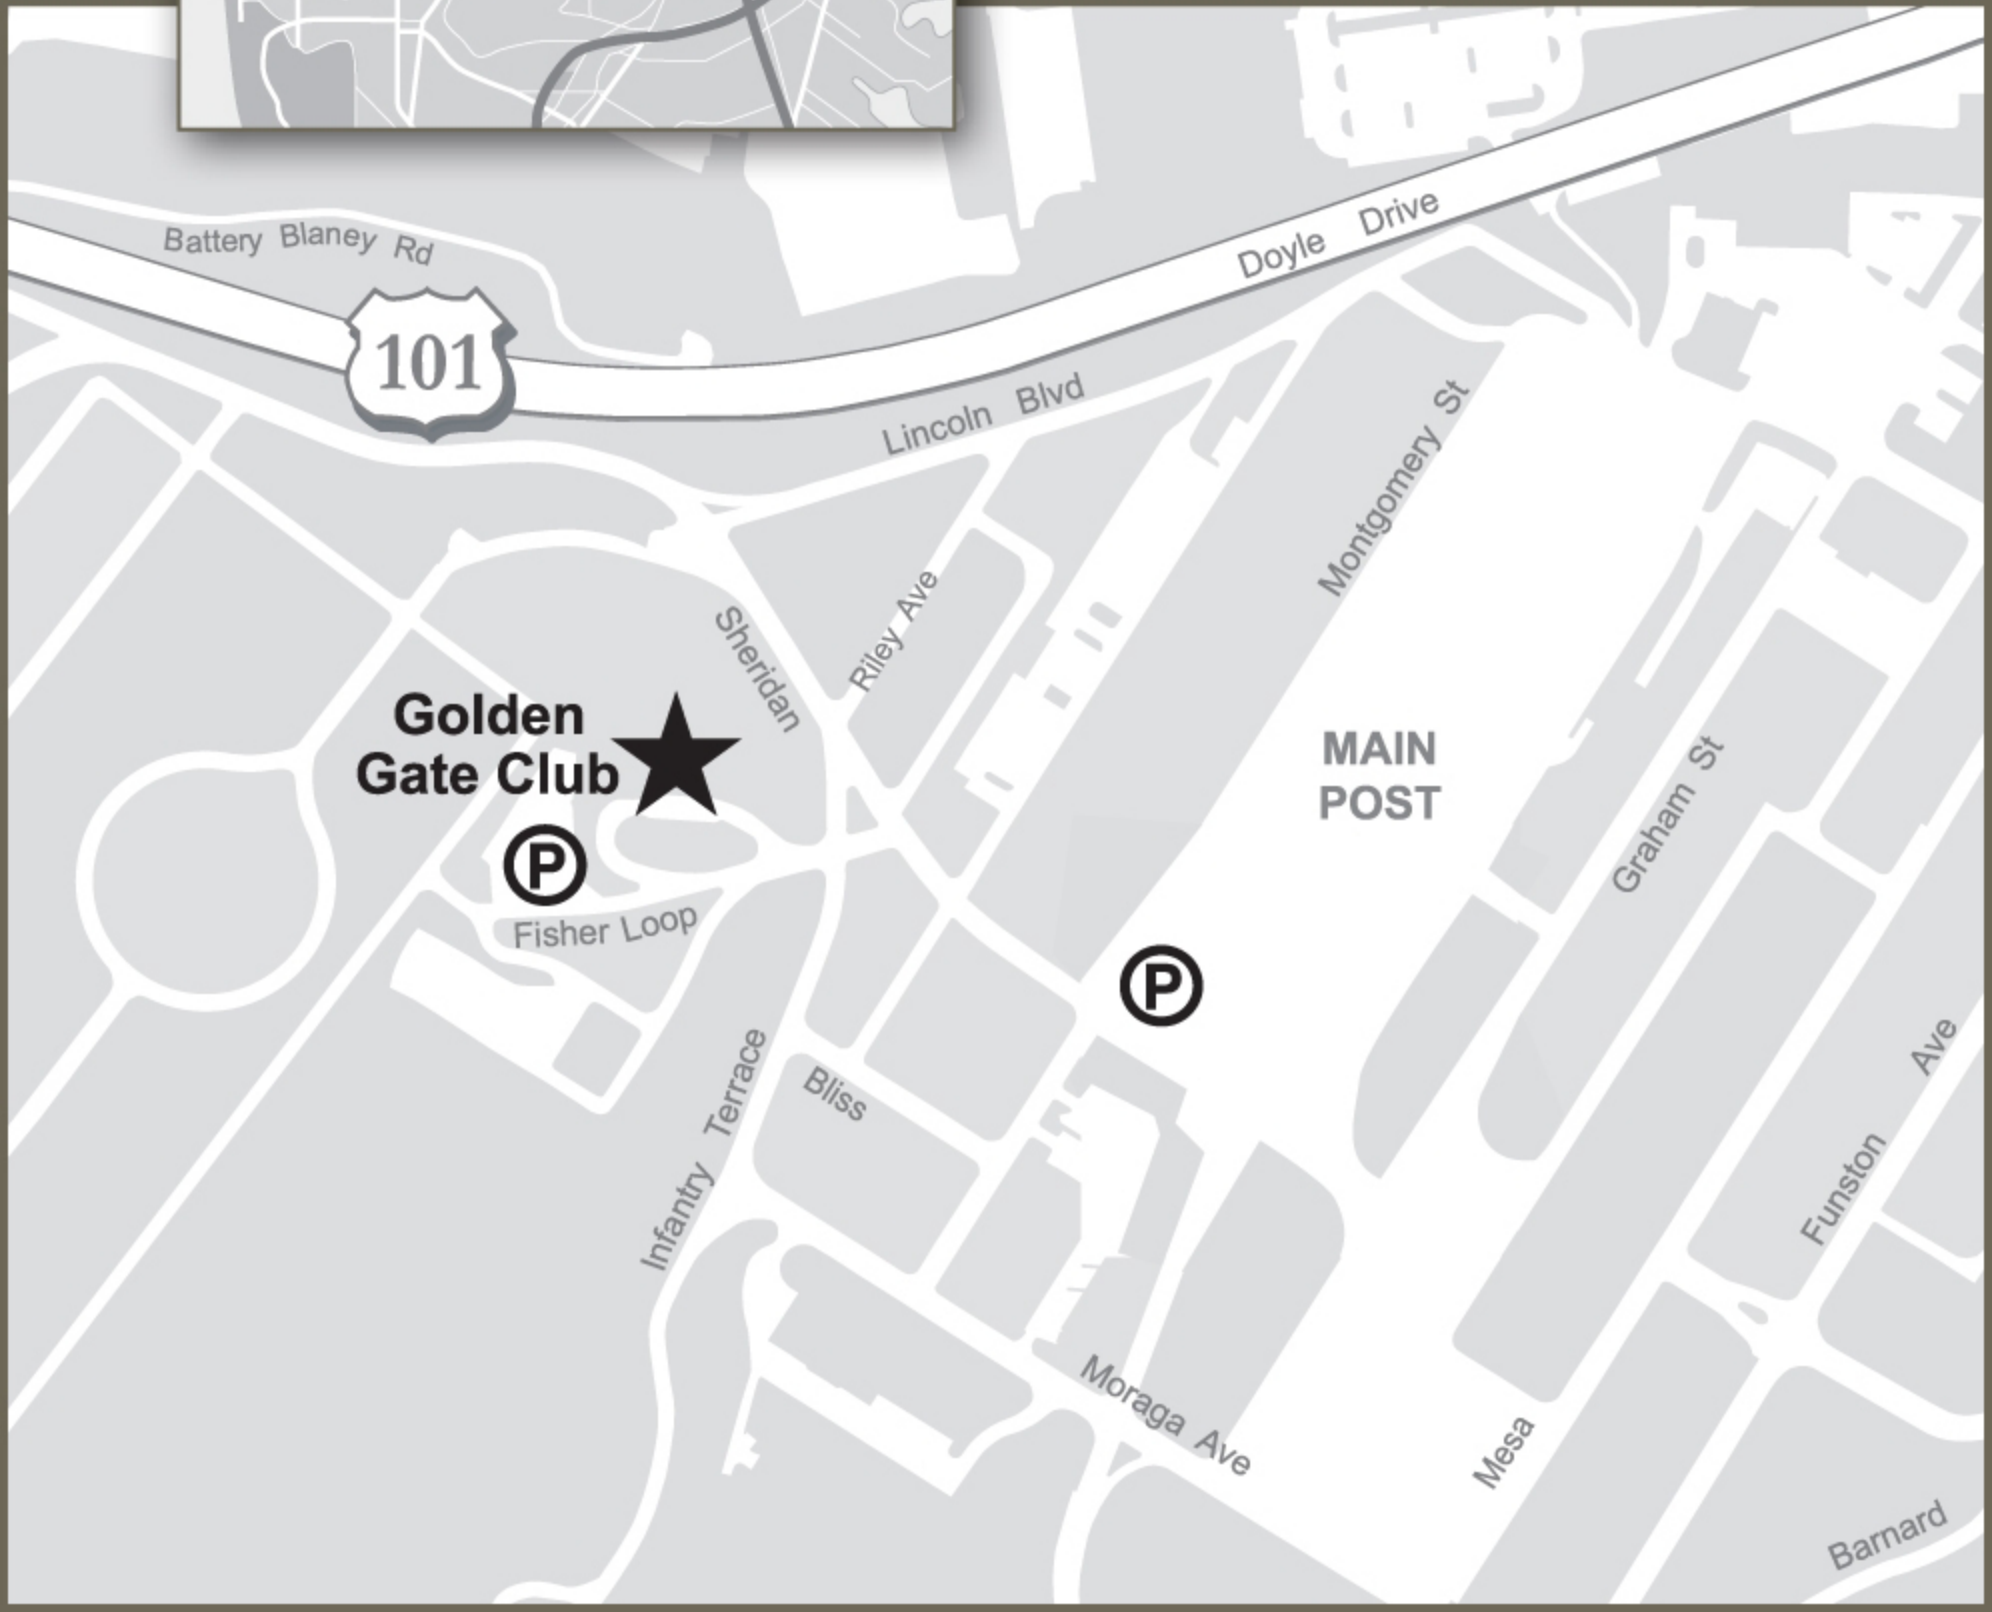 Battery Blaney Rd
101
Doyle Drive
Lincoln Blvd
Montgomery St
Sheridan
Riley Ave
Golden
Gate Club
MAIN
POST
P
Graham St
Fisher Loop
P
Infantry Terrace
Bliss
Funston Ave
Moraga Ave
Mesa
Barnard